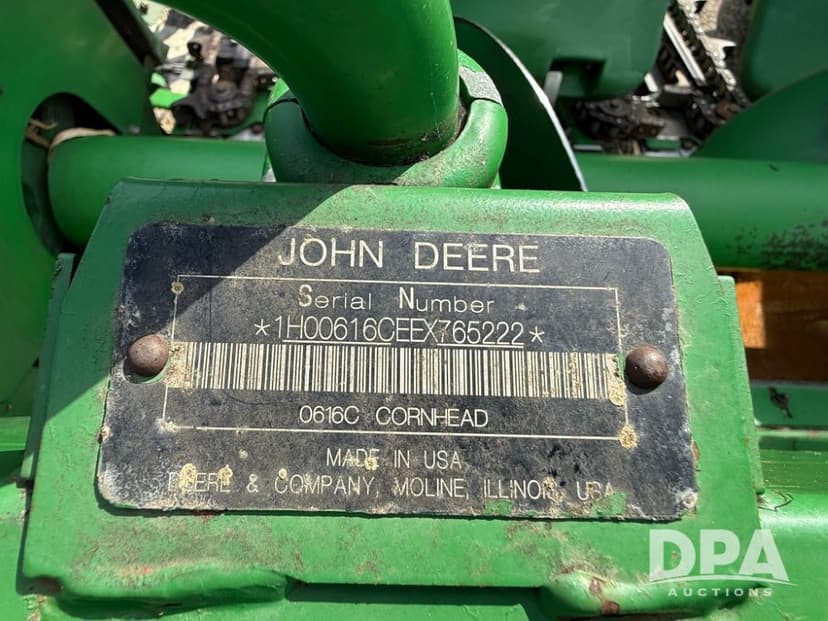 JOHN DEERE
Serial Number
*1H00616CEEX765222*
0616C CORNHEAD
MADE IN USA
DEERE & COMPANY, MOLINE, ILLINOIS, USA
DPA
AUCTIONS